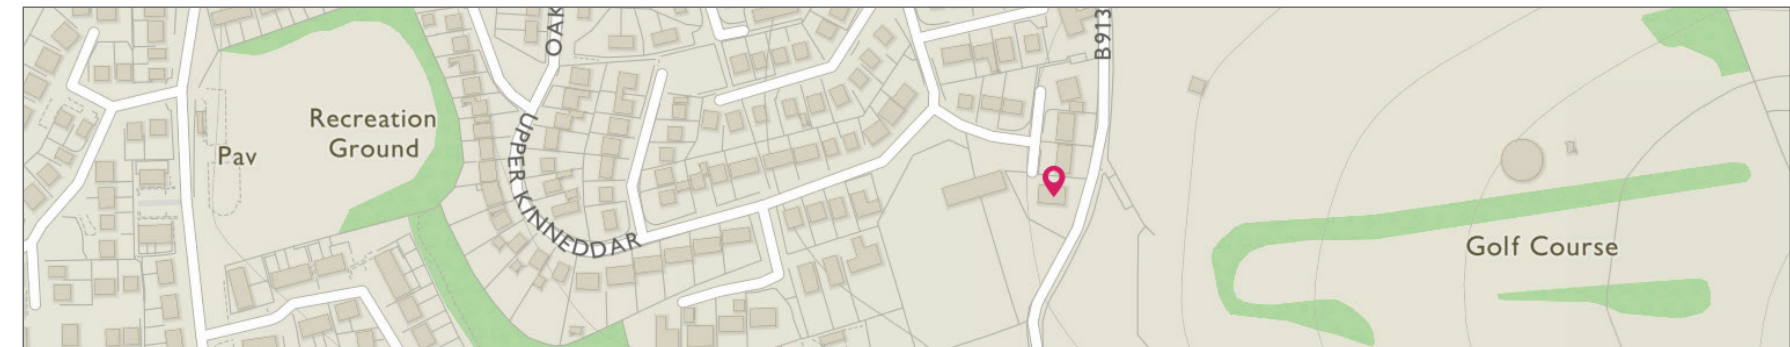 OAK
B913
Recreation
Ground
Pav
UPPER KINNEDDAR
Golf Course